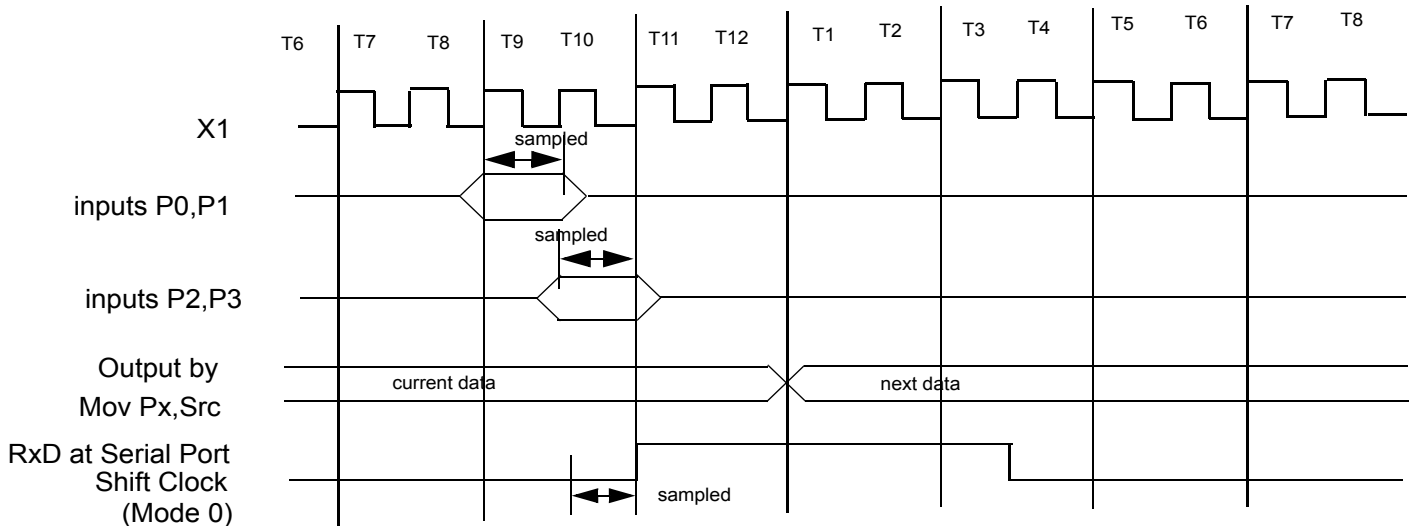 T6 T7 T8 T9 T10 T11 T12 T1 T2 T3 T4 T5 T6 T7 T8
X1
sampled
inputs P0,P1
sampled
inputs P2,P3
Output by
current data next data
Mov Px,Src
RxD at Serial Port
Shift Clock
sampled
(Mode 0)